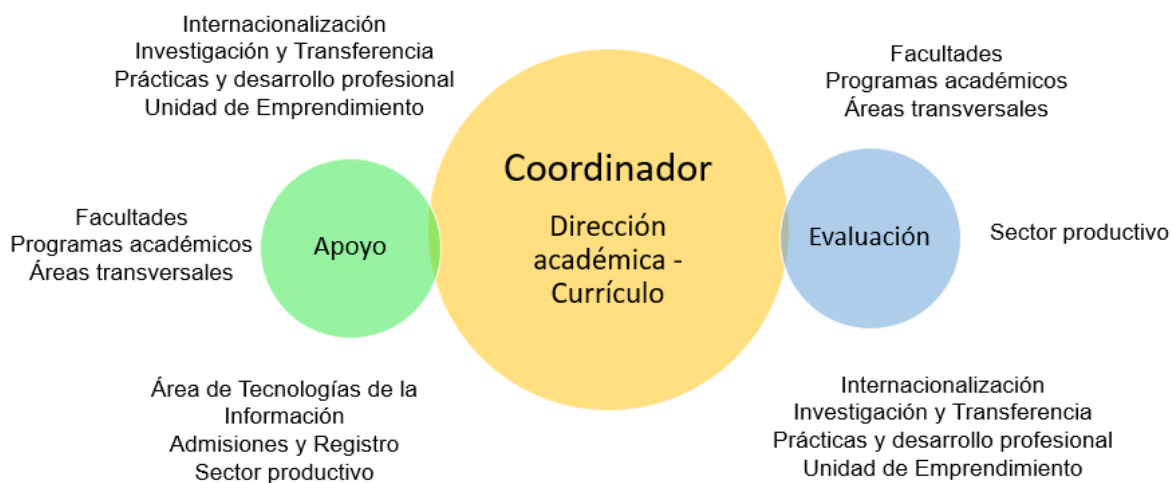 Internacionalización
Investigación y Transferencia
Prácticas y desarrollo profesional
Unidad de Emprendimiento
Facultades
Programas académicos
Áreas transversales
Apoyo
Área de Tecnologías de la
Información
Admisiones y Registro
Sector productivo
Coordinador
Dirección
académica -
Currículo
Facultades
Programas académicos
Áreas transversales
Evaluación
Sector productivo
Internacionalización
Investigación y Transferencia
Prácticas y desarrollo profesional
Unidad de Emprendimiento